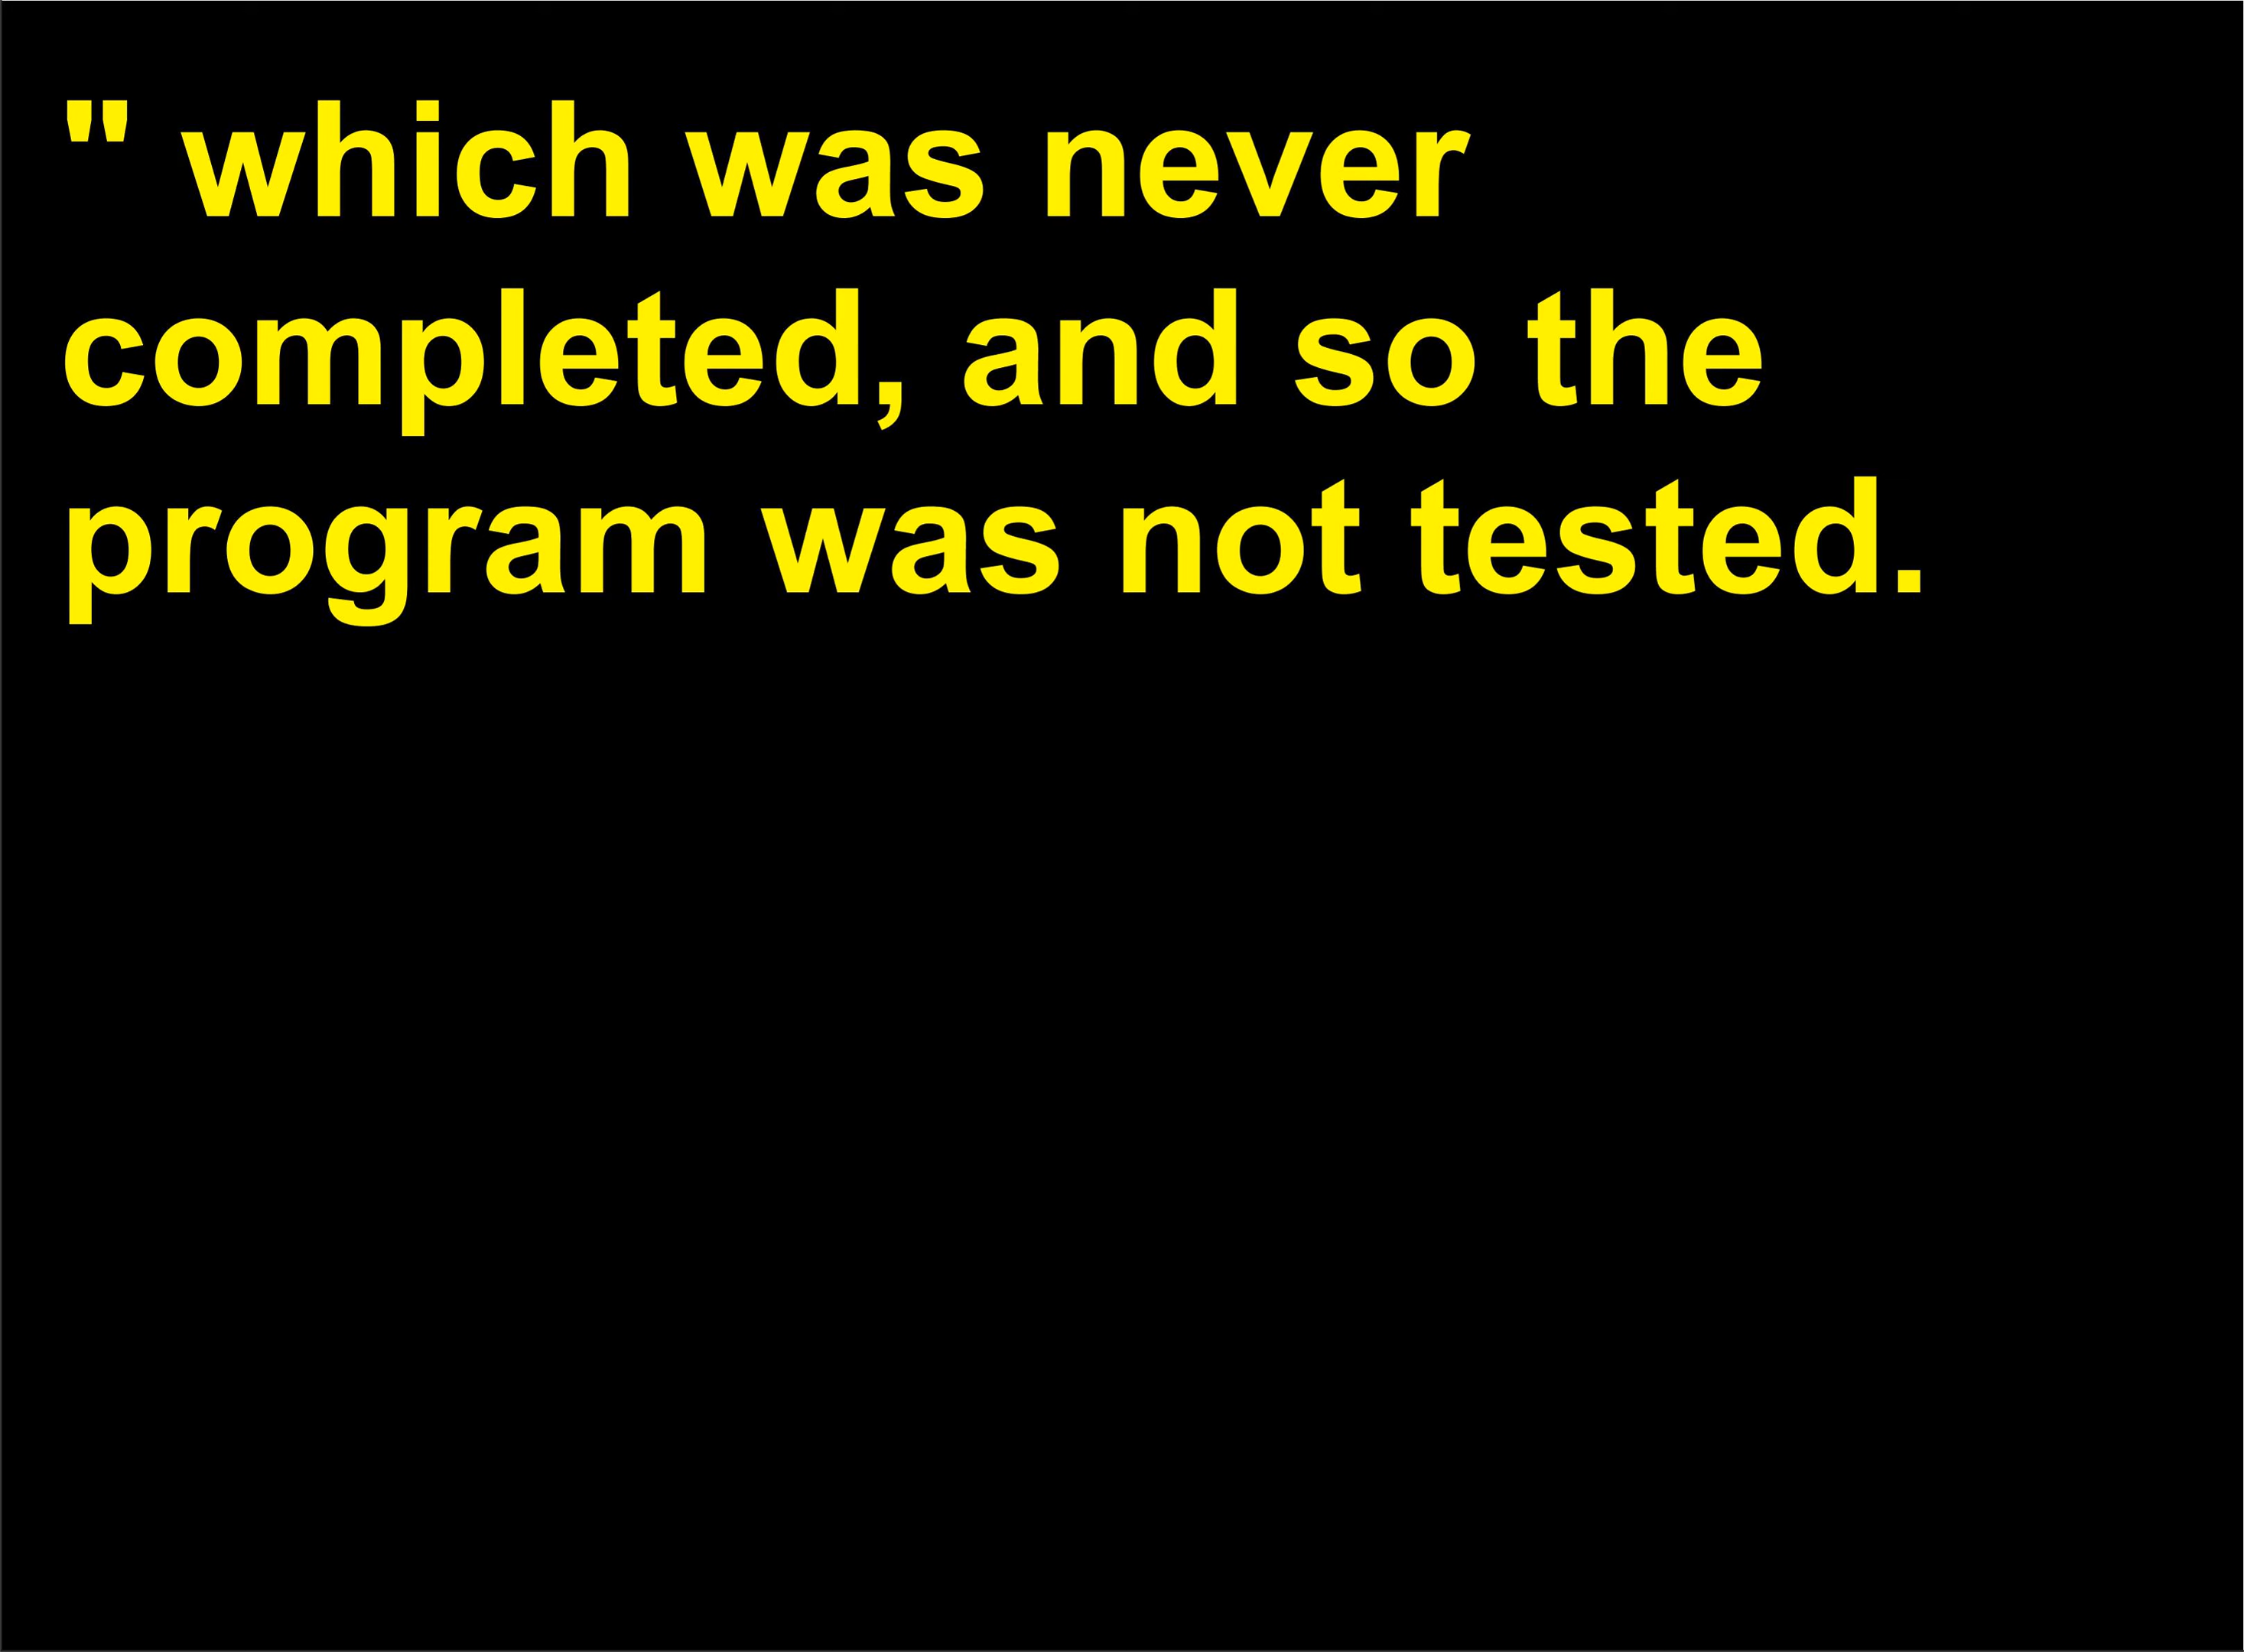 " which was never
completed, and so the
program was not tested.